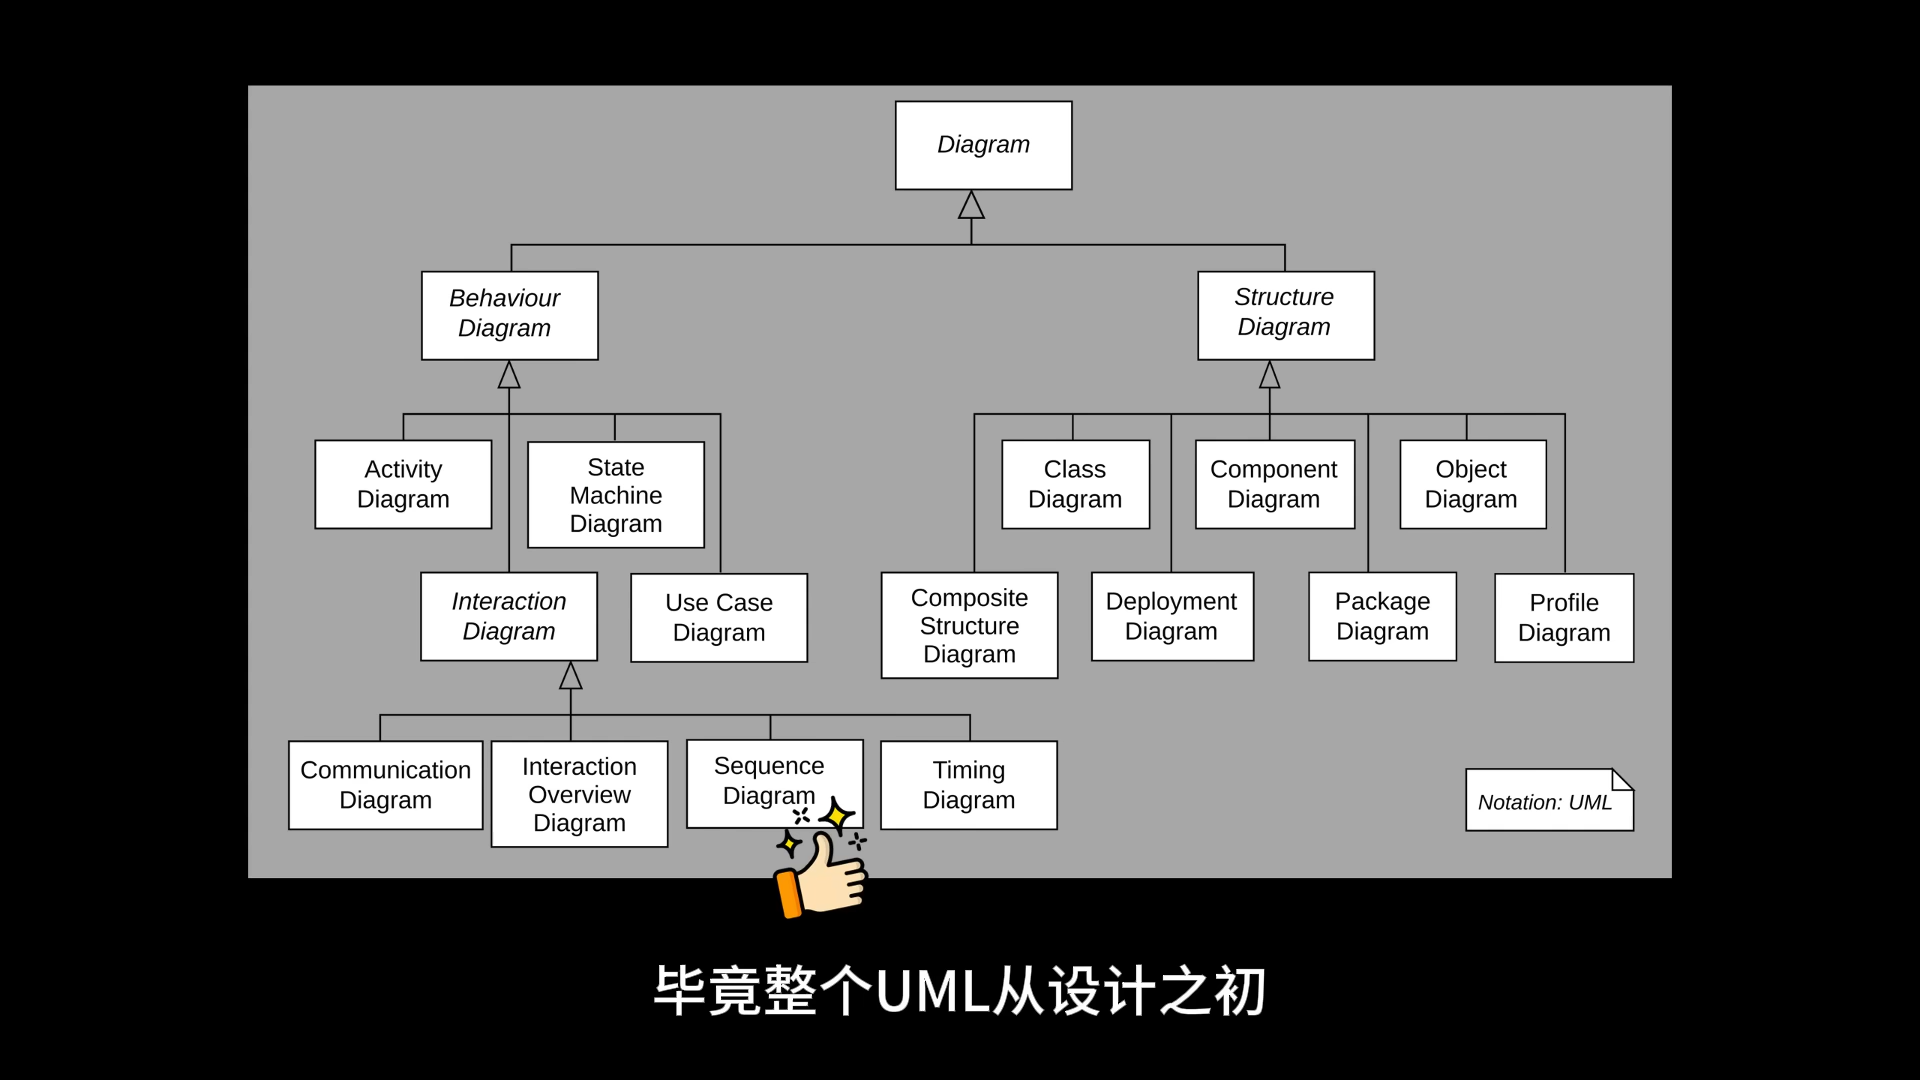 Diagram
Behaviour
Diagram
Structure
Diagram
Activity
Diagram
State
Machine
Diagram
Class
Diagram
Component
Diagram
Object
Diagram
Interaction
Diagram
Use Case
Diagram
Composite
Structure
Diagram
Deployment
Diagram
Package
Diagram
Profile
Diagram
Communication
Diagram
Interaction
Overview
Diagram
Sequence
Diagram
Timing
Diagram
Notation: UML
毕竟整个UML从设计之初